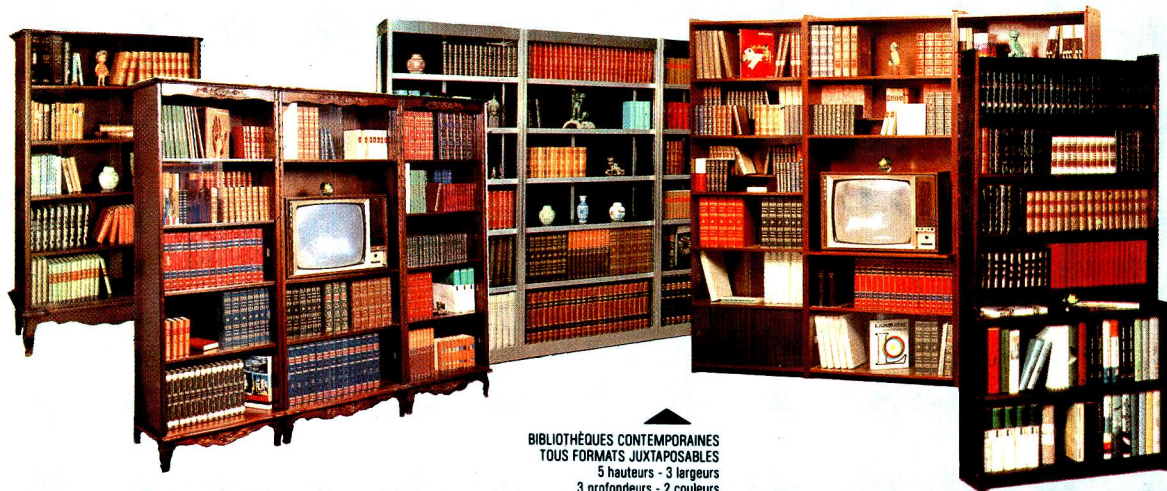 BIBLIOTHÈQUES CONTEMPORAINES
TOUS FORMATS JUXTAPOSABLES
5 hauteurs - 3 largeurs
3 profondeurs - 2 couleurs